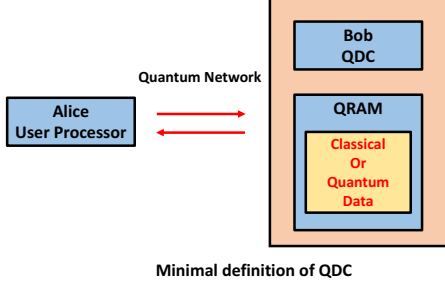 Bob
QDC
Quantum Network
Alice
User Processor
QRAM
Classical
Or
Quantum
Data
Minimal definition of QDC